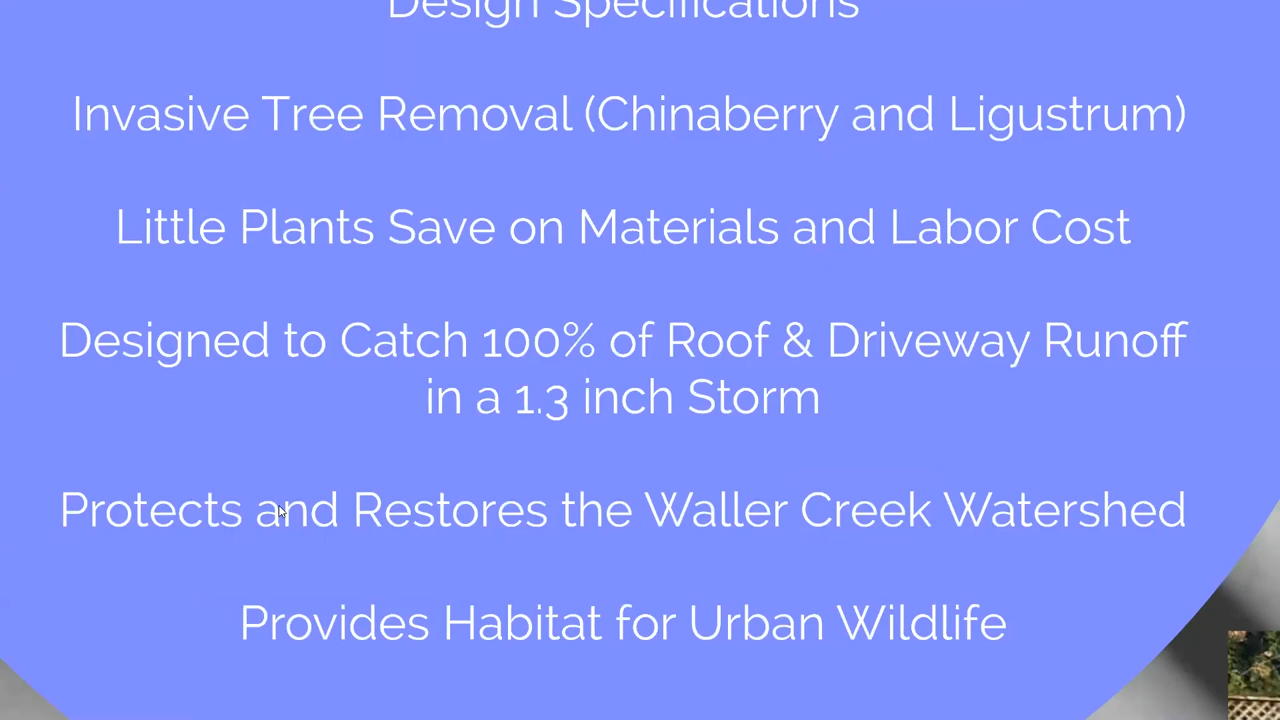 Design Specifications
Invasive Tree Removal (Chinaberry and Ligustrum)
Little Plants Save on Materials and Labor Cost
Designed to Catch 100% of Roof & Driveway Runoff
in a 1.3 inch Storm
Protects and Restores the Waller Creek Watershed
Provides Habitat for Urban Wildlife